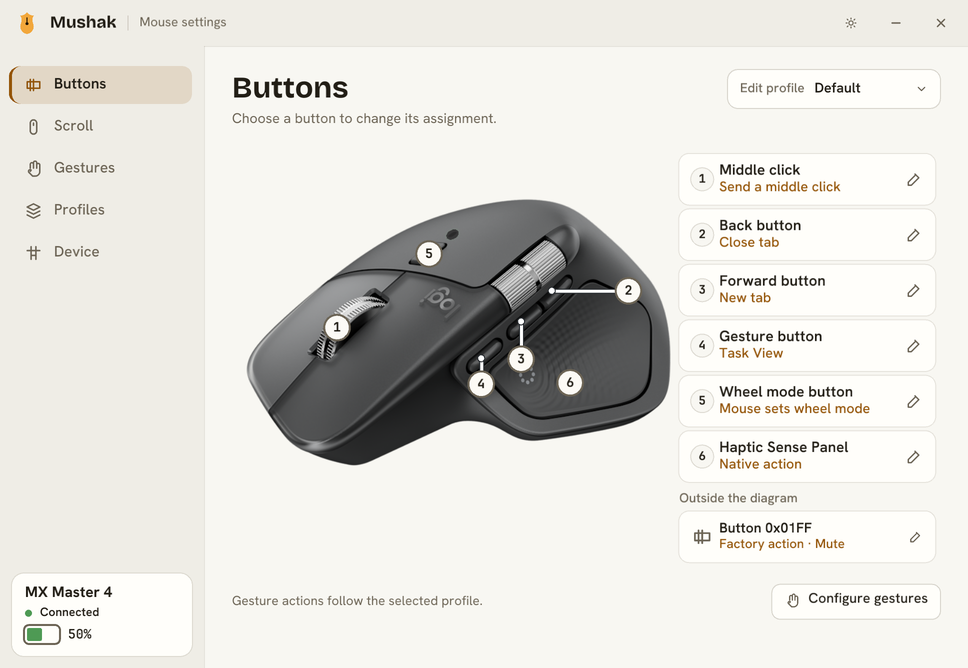 Mushak
Mouse settings
Buttons
Scroll
Gestures
Profiles
Device
MX Master 4
Connected
50%
Buttons
Choose a button to change its assignment.
Edit profile Default
logi
1
2
3
4
5
6
1 Middle click
Send a middle click
2 Back button
Close tab
3 Forward button
New tab
4 Gesture button
Task View
5 Wheel mode button
Mouse sets wheel mode
6 Haptic Sense Panel
Native action
Outside the diagram
Button 0x01FF
Factory action · Mute
Gesture actions follow the selected profile.
Configure gestures